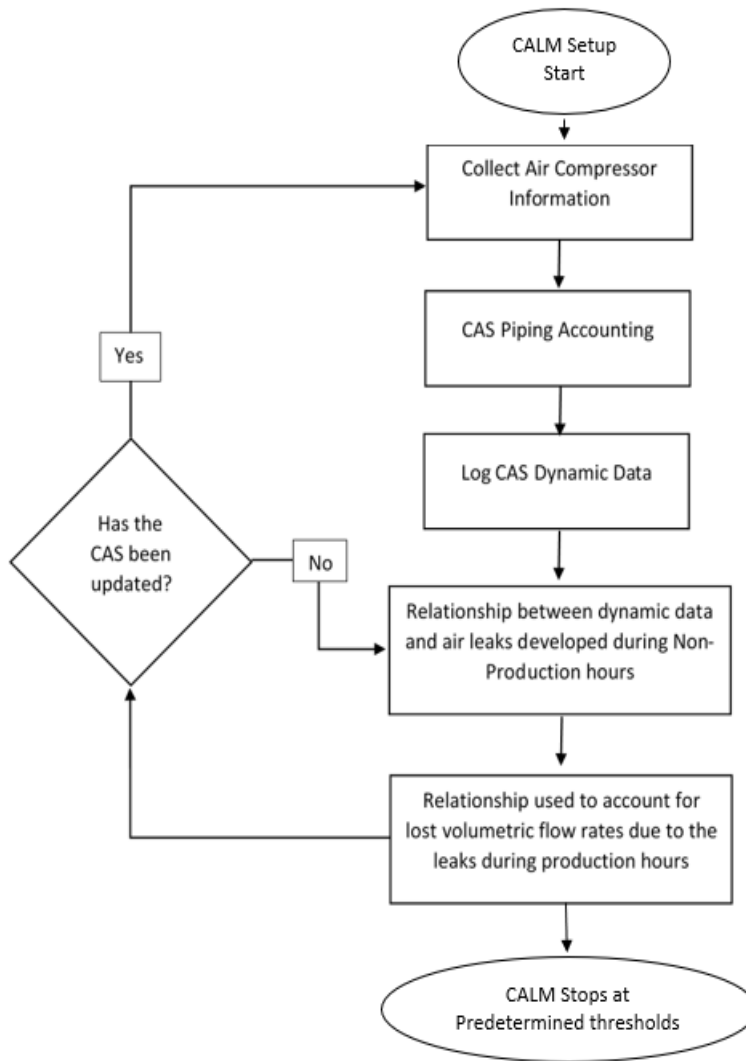 CALM Setup
Start
Collect Air Compressor
Information
CAS Piping Accounting
Log CAS Dynamic Data
Yes
Has the
CAS been
updated?
No
Relationship between dynamic data
and air leaks developed during Non-
Production hours
Relationship used to account for
lost volumetric flow rates due to the
leaks during production hours
CALM Stops at
Predetermined thresholds